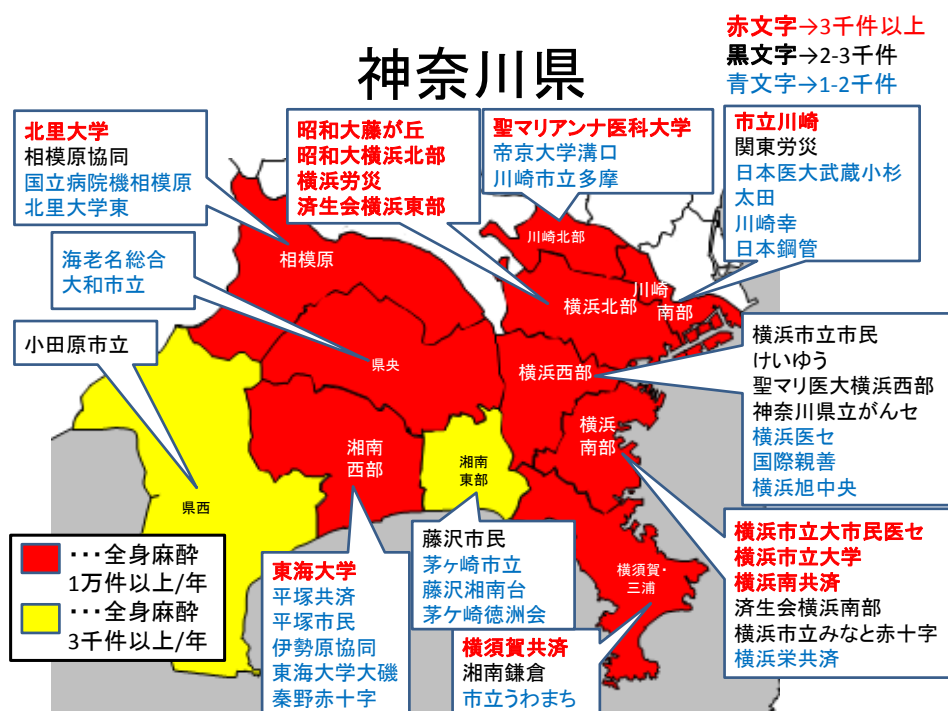 神奈川県
赤文字→3千件以上
黒文字→2-3千件
青文字→1-2千件
北里大学
相模原協同
国立病院機相模原
北里大学東
昭和大藤が丘
昭和大横浜北部
横浜労災
済生会横浜東部
聖マリアンナ医科大学
帝京大学溝口
川崎市立多摩
市立川崎
関東労災
日本医大武蔵小杉
太田
川崎幸
日本鋼管
海老名総合
大和市立
小田原市立
相模原
川崎北部
横浜北部
川崎
南部
県央
横浜西部
横浜
南部
湘南
西部
湘南
東部
県西
横須賀・
三浦
横浜市立市民
けいゆう
聖マリ医大横浜西部
神奈川県立がんセ
横浜医セ
国際親善
横浜旭中央
横浜市立大市民医セ
横浜市立大学
横浜南共済
済生会横浜南部
横浜市立みなと赤十字
横浜栄共済
・・・全身麻酔
1万件以上/年
・・・全身麻酔
3千件以上/年
東海大学
平塚共済
平塚市民
伊勢原協同
東海大学大磯
秦野赤十字
藤沢市民
茅ヶ崎市立
藤沢湘南台
茅ケ崎徳洲会
横須賀共済
湘南鎌倉
市立うわまち